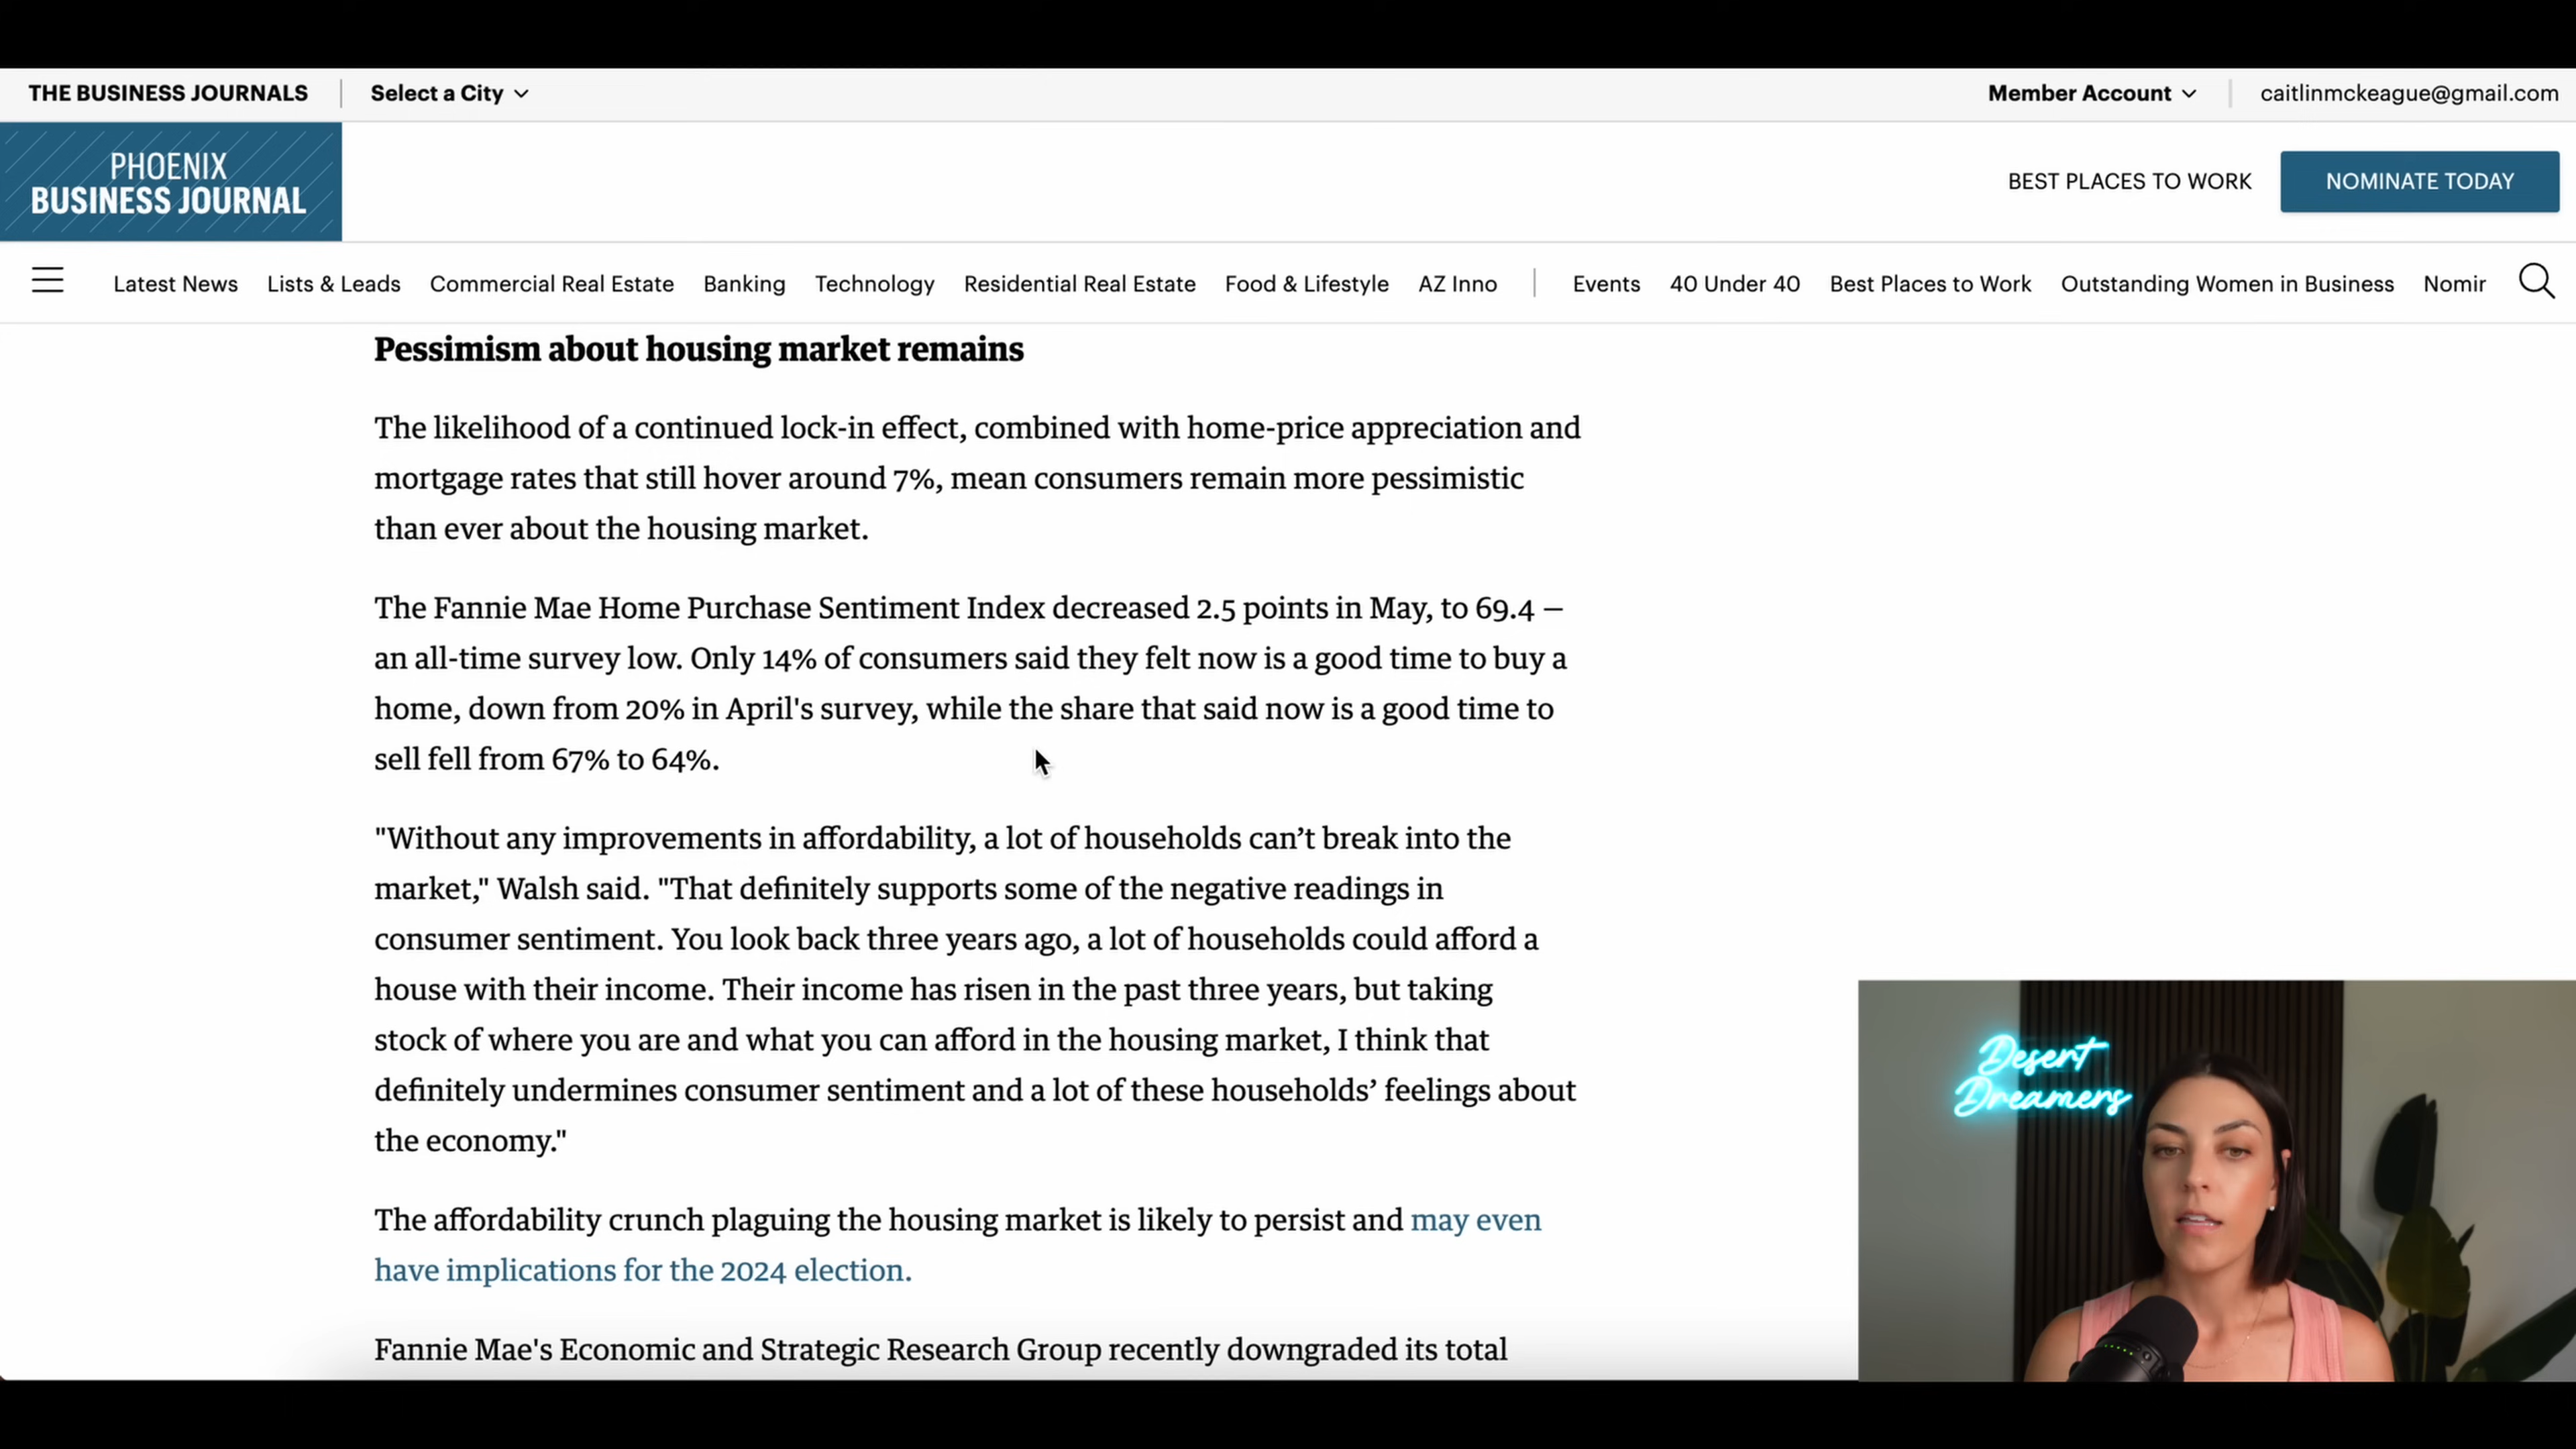 THE BUSINESS JOURNALS
Select a City
Member Account
caitlinmckeague@gmail.com
PHOENIX
BUSINESS JOURNAL
BEST PLACES TO WORK
NOMINATE TODAY
Latest News
Lists & Leads
Commercial Real Estate
Banking
Technology
Residential Real Estate
Food & Lifestyle
AZ Inno
Events
40 Under 40
Best Places to Work
Outstanding Women in Business
Nomir
Pessimism about housing market remains
The likelihood of a continued lock-in effect, combined with home-price appreciation and
mortgage rates that still hover around 7%, mean consumers remain more pessimistic
than ever about the housing market.
The Fannie Mae Home Purchase Sentiment Index decreased 2.5 points in May, to 69.4 —
an all-time survey low. Only 14% of consumers said they felt now is a good time to buy a
home, down from 20% in April's survey, while the share that said now is a good time to
sell fell from 67% to 64%.
"Without any improvements in affordability, a lot of households can’t break into the
market," Walsh said. "That definitely supports some of the negative readings in
consumer sentiment. You look back three years ago, a lot of households could afford a
house with their income. Their income has risen in the past three years, but taking
stock of where you are and what you can afford in the housing market, I think that
definitely undermines consumer sentiment and a lot of these households’ feelings about
the economy."
The affordability crunch plaguing the housing market is likely to persist and may even
have implications for the 2024 election.
Fannie Mae's Economic and Strategic Research Group recently downgraded its total
Desert
Dreamers